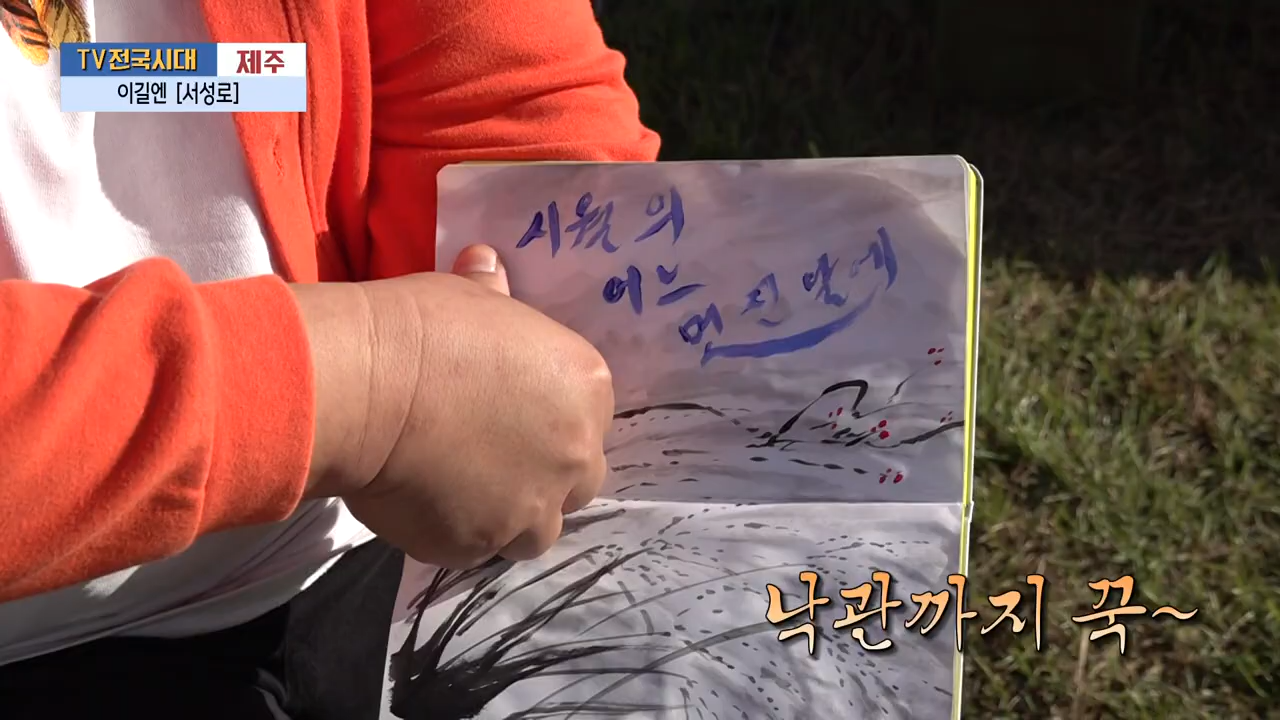 TV전국시대 제주
이길엔 [서성로]
시월의
어느
멋진 날에
낙관까지 꾹~